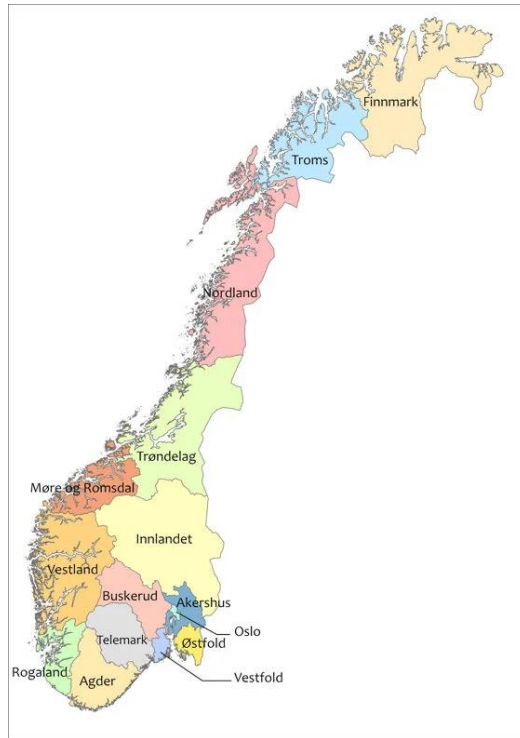 Finnmark
Troms
Nordland
Trøndelag
Møre og Romsdal
Innlandet
Vestland
Buskerud
Akershus
Oslo
Telemark
Østfold
Rogaland
Agder
Vestfold